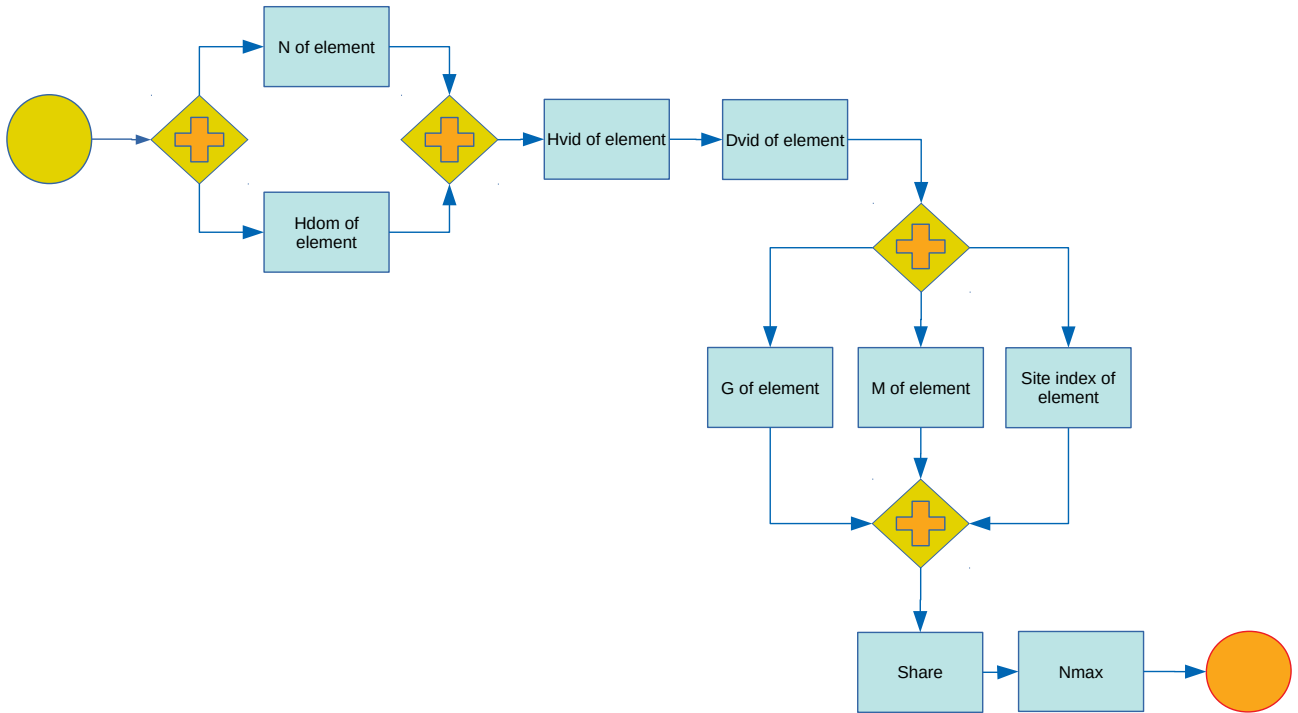 N of element
Hdom of
element
Hvid of element
Dvid of element
G of element
M of element
Site index of
element
Share
Nmax